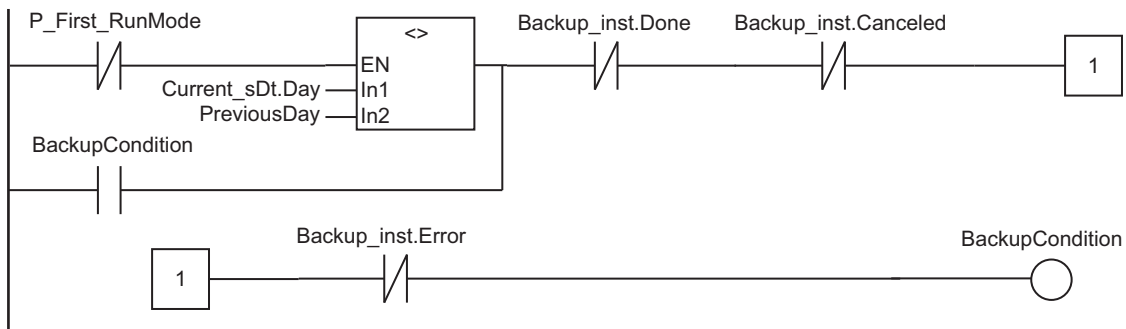 P_First_RunMode
<>
Backup_inst.Done
Backup_inst.Canceled
EN
1
Current_sDt.Day
In1
PreviousDay
In2
BackupCondition
Backup_inst.Error
BackupCondition
1